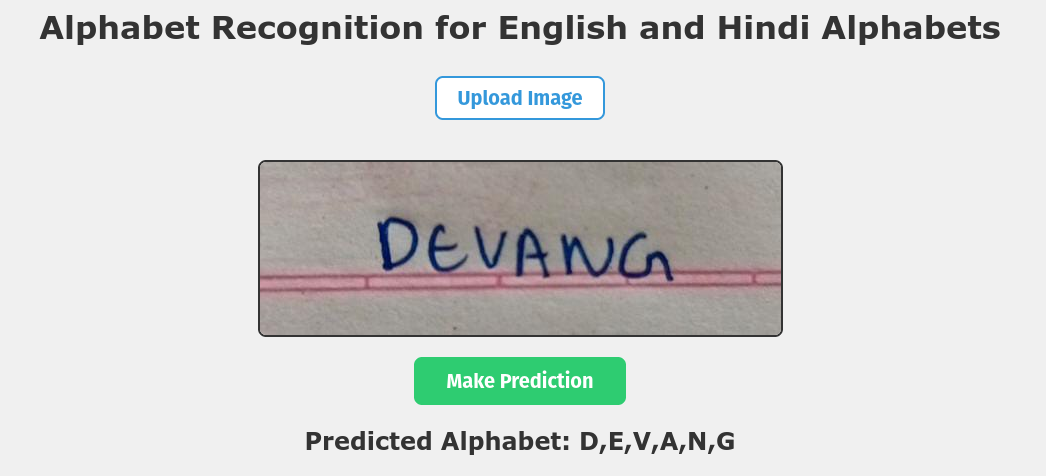 Alphabet Recognition for English and Hindi Alphabets
Upload Image
DEVANG
Make Prediction
Predicted Alphabet: D,E,V,A,N,G